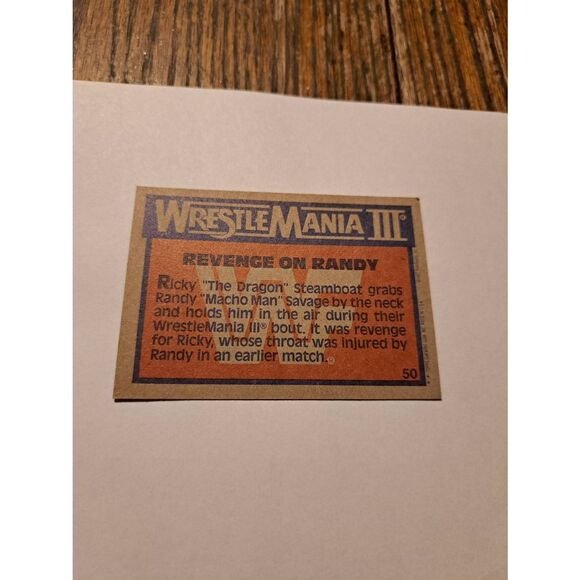 WRESTLEMANIA III®
REVENGE ON RANDY
Ricky "The Dragon" Steamboat grabs
Randy "Macho Man" Savage by the neck
and holds him in the air during their
WrestleMania III® bout. It was revenge
for Ricky, whose throat was injured by
Randy in an earlier match.
50